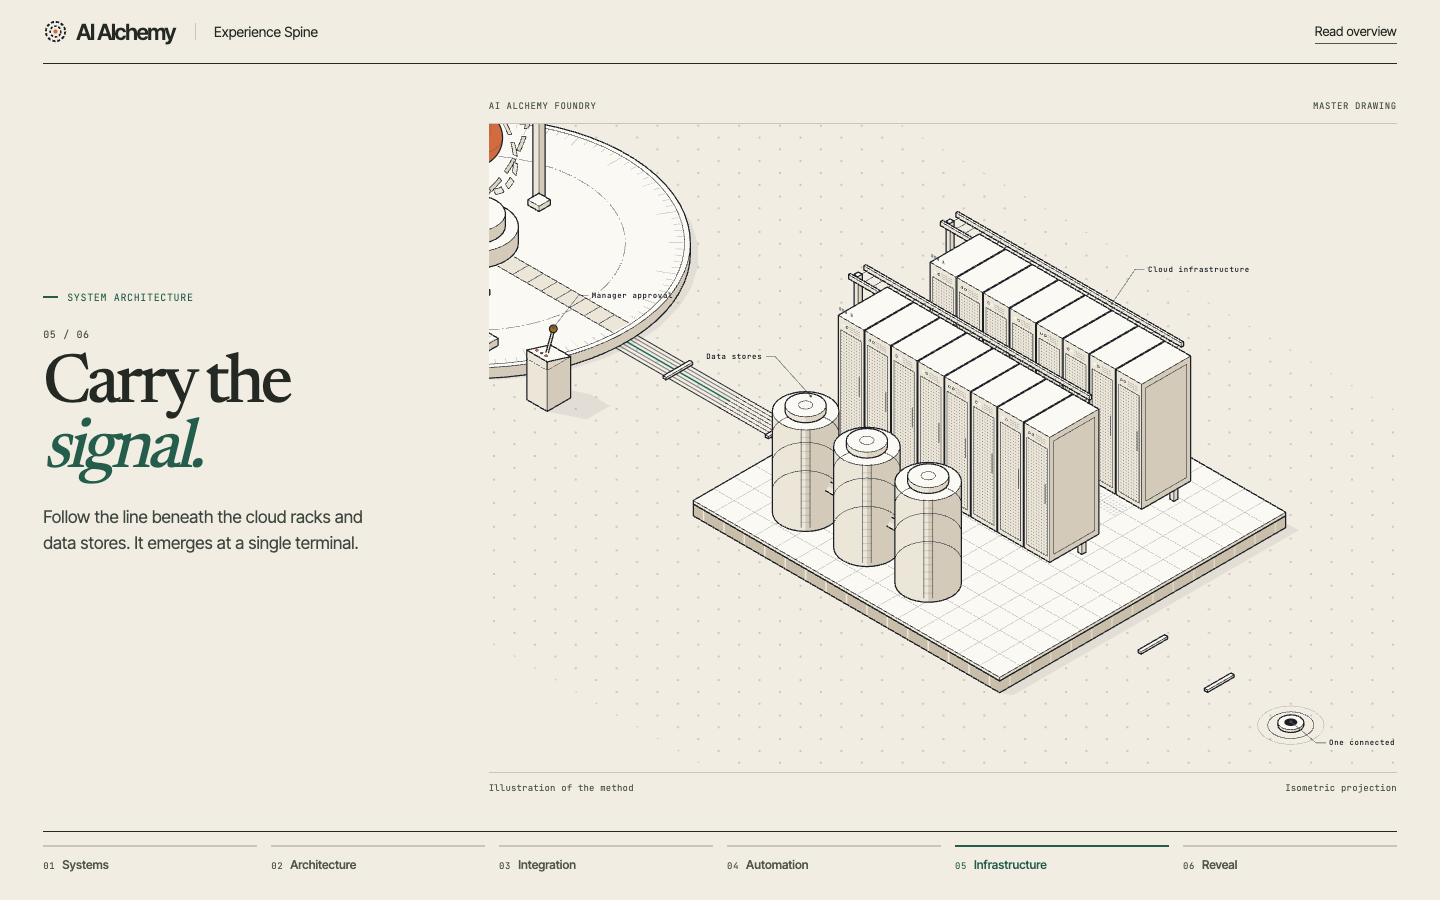 AI Alchemy
Experience Spine
Read overview
AI ALCHEMY FOUNDRY
MASTER DRAWING
SYSTEM ARCHITECTURE
05 / 06
Carry the
signal.
Follow the line beneath the cloud racks and
data stores. It emerges at a single terminal.
Cloud infrastructure
Manager approval
Data stores
One connected
Illustration of the method
Isometric projection
01 Systems
02 Architecture
03 Integration
04 Automation
05 Infrastructure
06 Reveal